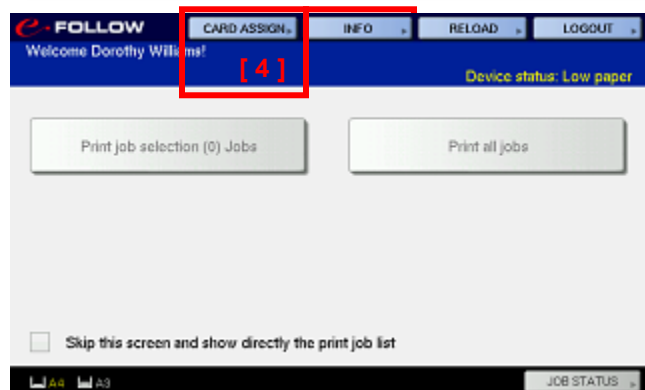 e-FOLLOW CARD ASSIGN INFO RELOAD LOGOUT
Welcome Dorothy Williams!
[ 4 ]
Device status: Low paper
Print job selection (0) Jobs Print all jobs
Skip this screen and show directly the print job list
A4 A3 JOB STATUS